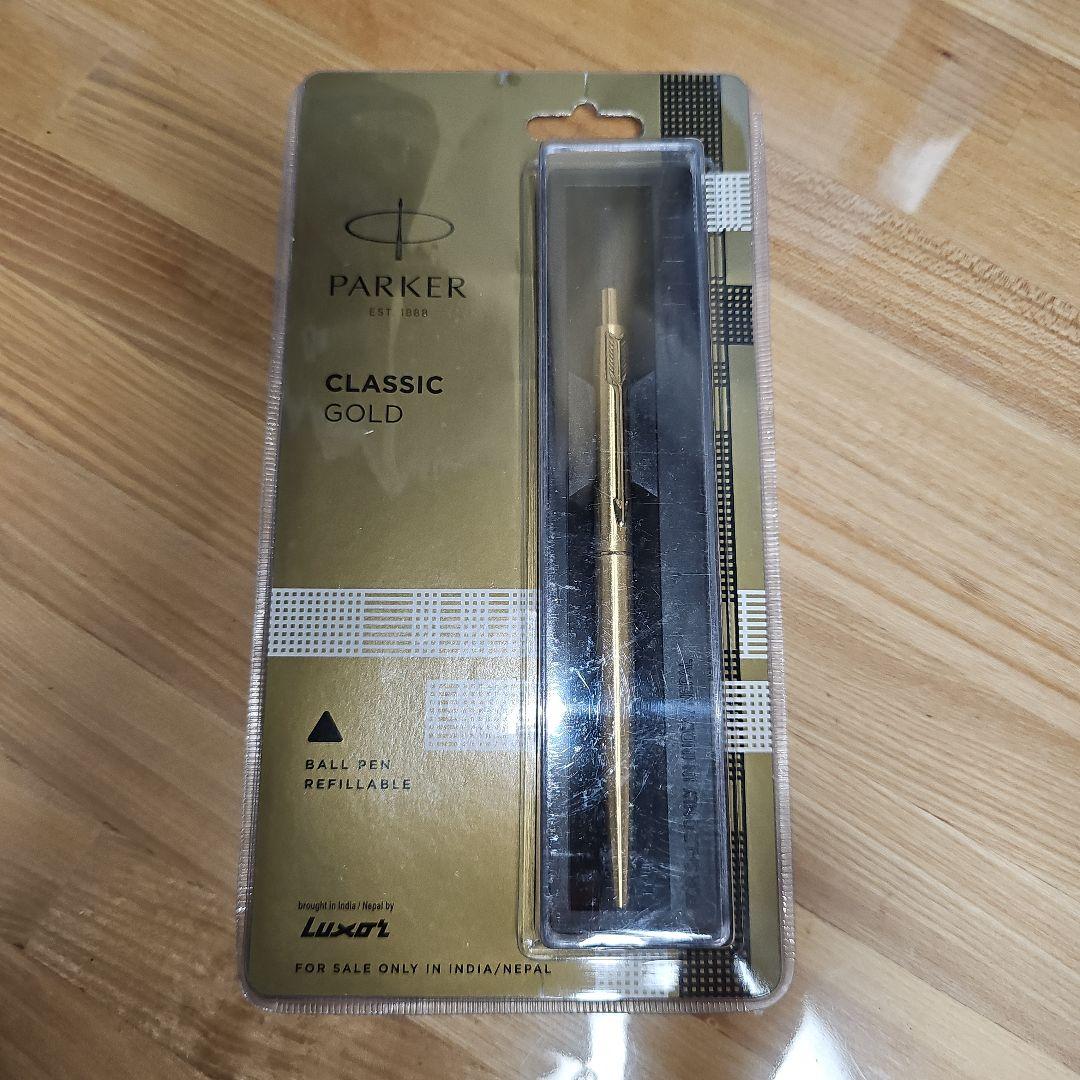 PARKER
EST. 1888
CLASSIC
GOLD
BALL PEN
REFILLABLE
brought in India / Nepal by
Luxor
FOR SALE ONLY IN INDIA/NEPAL